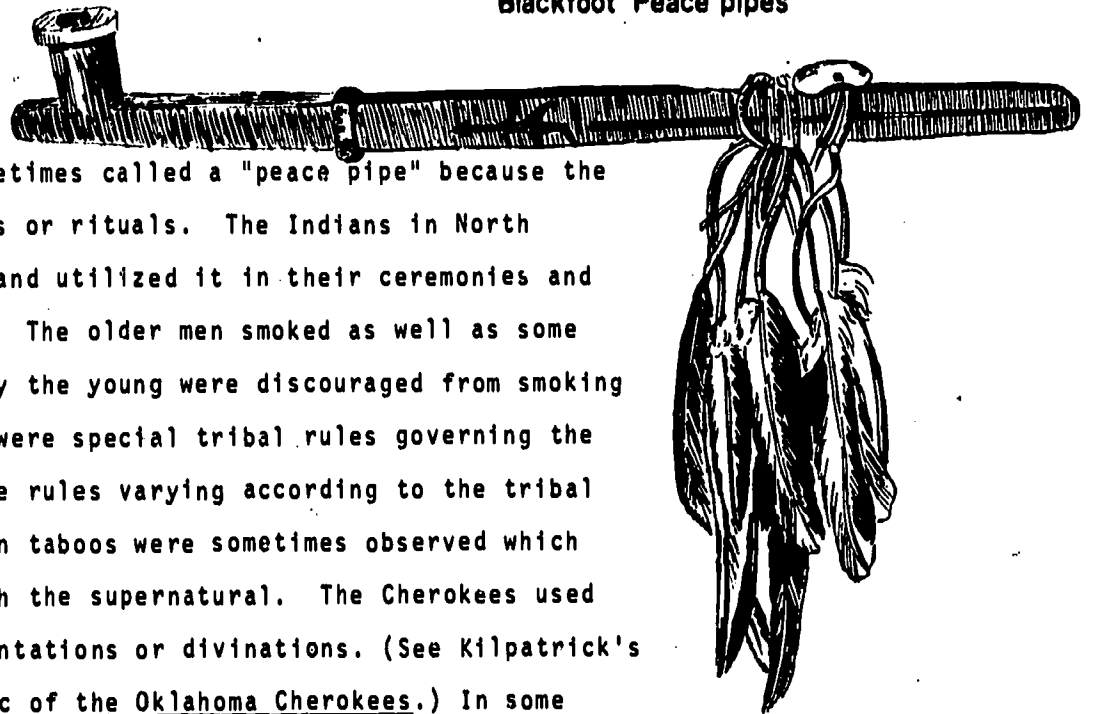 Blackfoot Peace pipes
etimes called a "peace pipe" because the
s or rituals. The Indians in North
and utilized it in their ceremonies and
The older men smoked as well as some
y the young were discouraged from smoking
were special tribal rules governing the
e rules varying according to the tribal
n taboos were sometimes observed which
h the supernatural. The Cherokees used
ntations or divinations. (See Kilpatrick's
c of the Oklahoma Cherokees.) In some